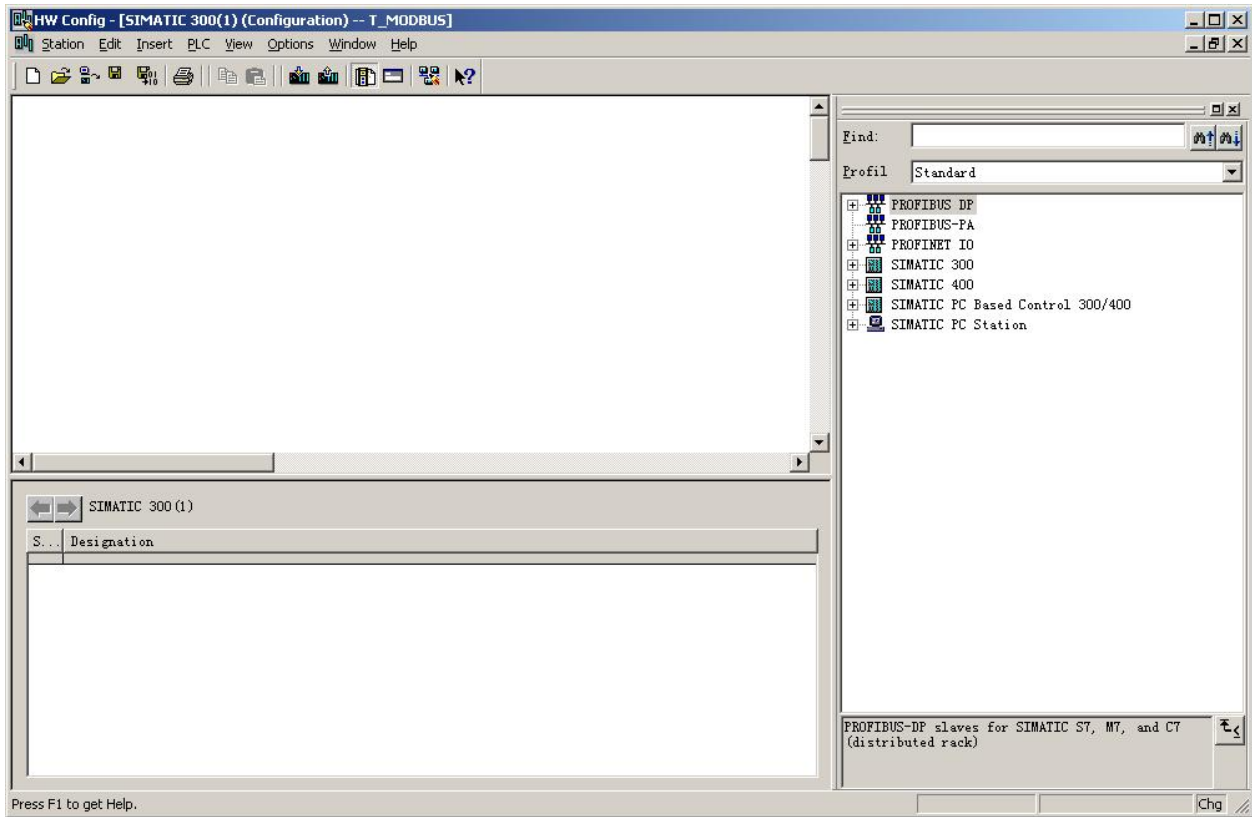 HW Config - [SIMATIC 300(1) (Configuration) -- T_MODBUS]
Station Edit Insert PLC View Options Window Help
Find:
Profil Standard
PROFIBUS DP
PROFIBUS-PA
PROFINET IO
SIMATIC 300
SIMATIC 400
SIMATIC PC Based Control 300/400
SIMATIC PC Station
SIMATIC 300(1)
S... Designation
PROFIBUS-DP slaves for SIMATIC S7, M7, and C7
(distributed rack)
Press F1 to get Help.
Chg